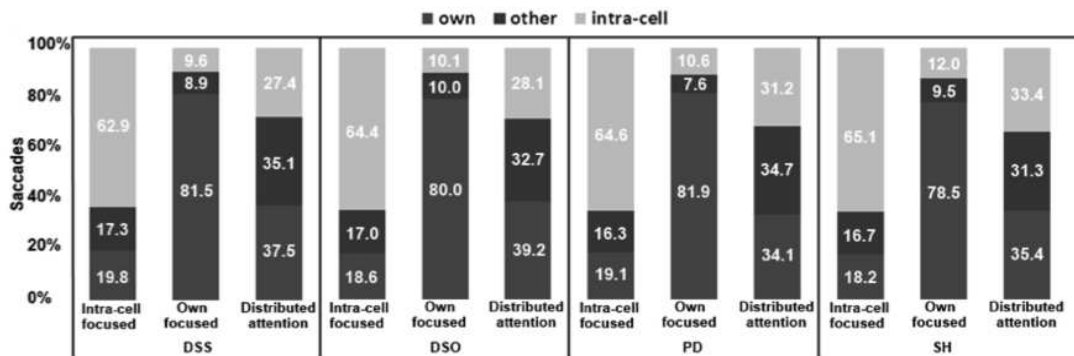 own other intra-cell
100%
80%
60%
40%
20%
0%
Saccades
62.9
17.3
19.8
9.6
8.9
81.5
27.4
35.1
37.5
64.4
17.0
18.6
10.1
10.0
80.0
28.1
32.7
39.2
64.6
16.3
19.1
10.6
7.6
81.9
31.2
34.7
34.1
65.1
16.7
18.2
12.0
9.5
78.5
33.4
31.3
35.4
Intra-cell
focused
Own
focused
Distributed
attention
DSS
Intra-cell
focused
Own
focused
Distributed
attention
DSO
Intra-cell
focused
Own
focused
Distributed
attention
PD
Intra-cell
focused
Own
focused
Distributed
attention
SH